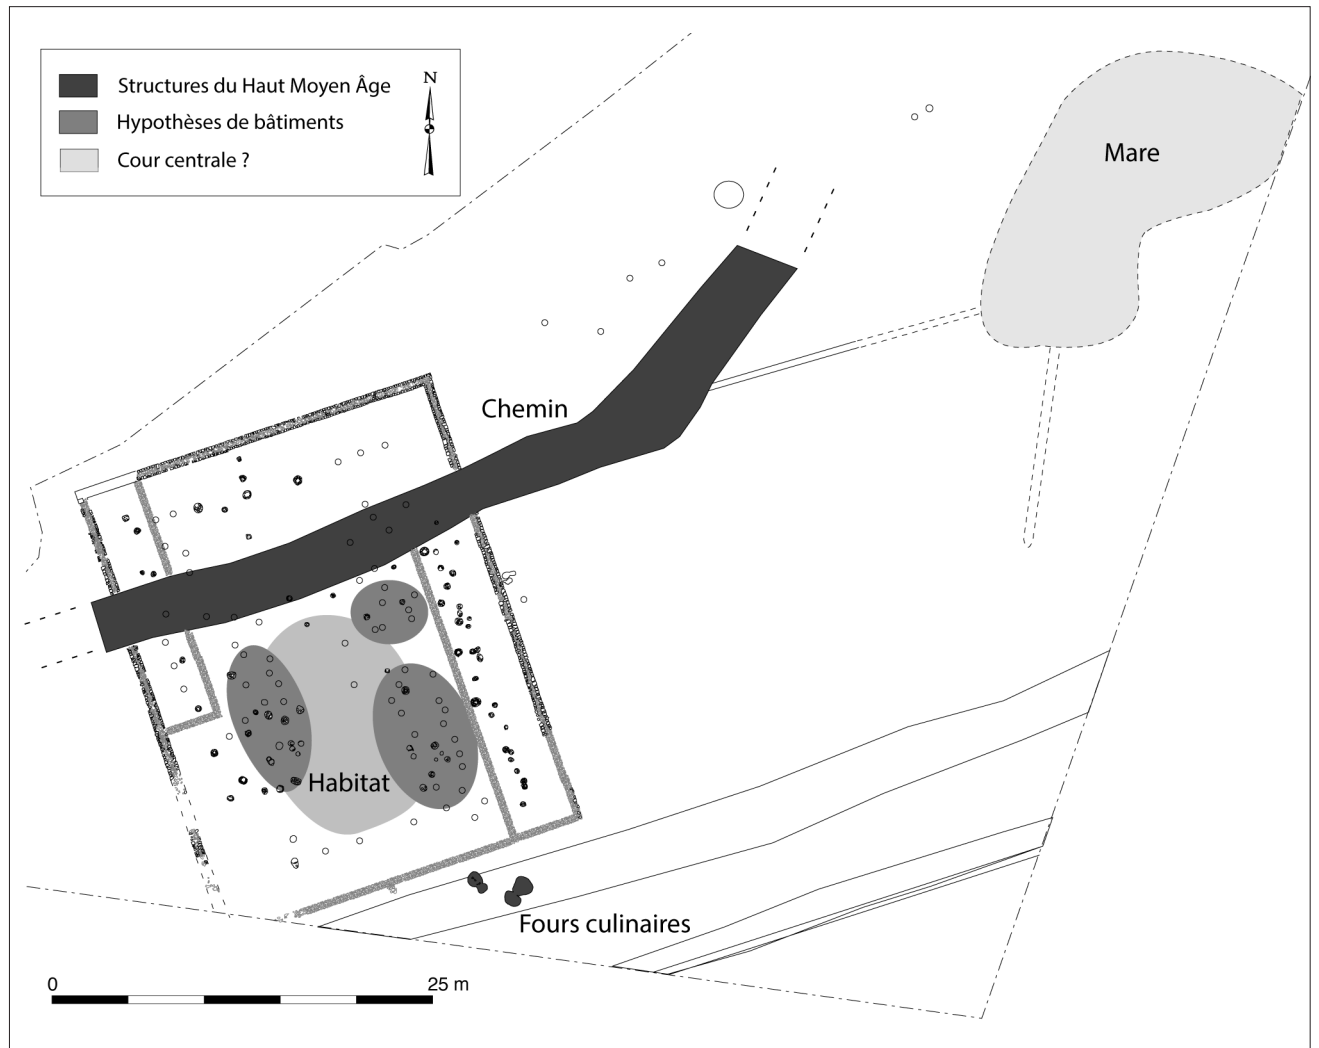 Structures du Haut Moyen Âge
Hypothèses de bâtiments
Cour centrale ?
N
Mare
Chemin
Habitat
Fours culinaires
0 25 m